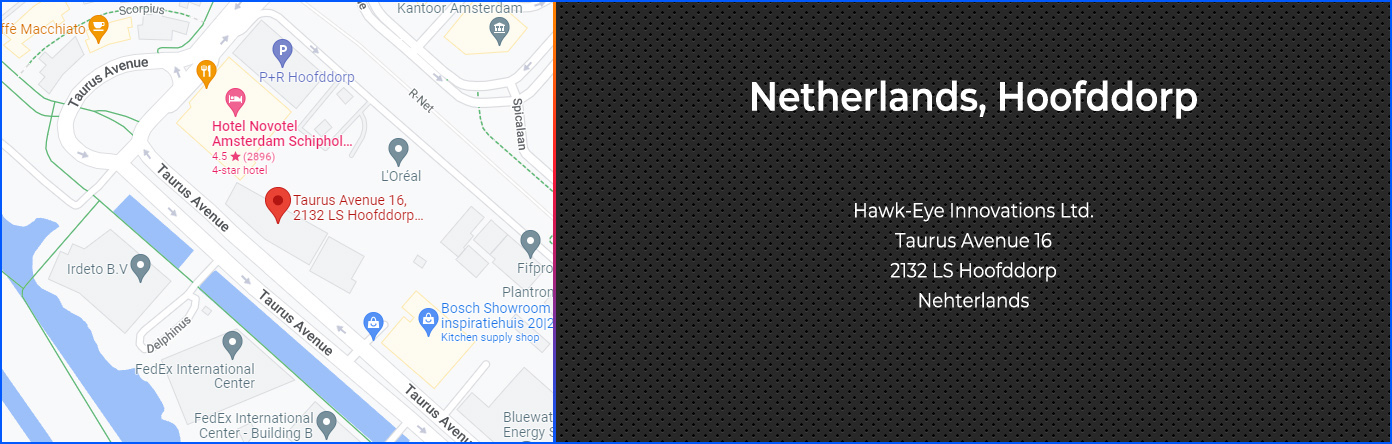 Scorpius
ffè Macchiato
Kantoor Amsterdam
Taurus Avenue
P
P+R Hoofddorp
R-Net
Spicalaan
Hotel Novotel
Amsterdam Schiphol...
4.5 ★ (2896)
4-star hotel
L'Oréal
Taurus Avenue
Taurus Avenue 16,
2132 LS Hoofddorp...
Irdeto B.V
Fifpro
Plantron
Taurus Avenue
Bosch Showroom
inspiratiehuis 20|2
Kitchen supply shop
Delphinus
FedEx International
Center
Taurus Avenu
FedEx International
Center - Building B
Bluewat
Energy S
Netherlands, Hoofddorp
Hawk-Eye Innovations Ltd.
Taurus Avenue 16
2132 LS Hoofddorp
Nehterlands